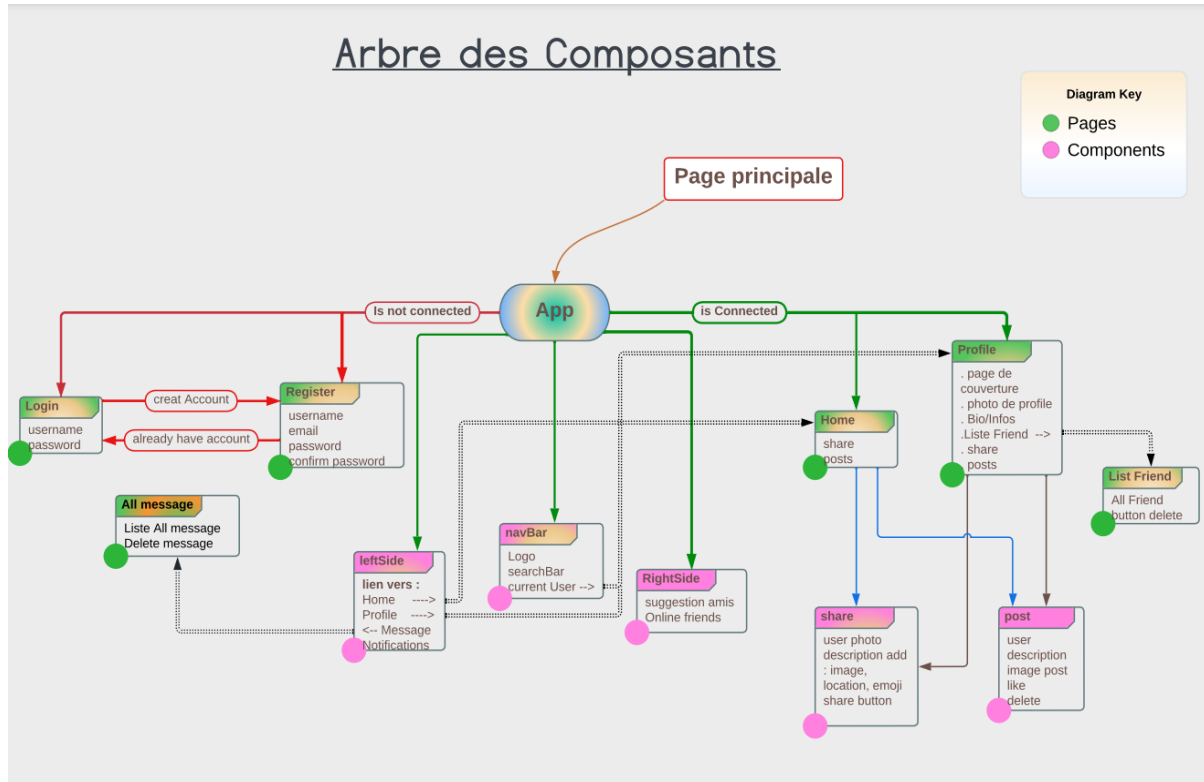 Arbre des Composants
Diagram Key
Pages
Components
Page principale
App
Is not connected
is Connected
Login
username
password
creat Account
already have account
Register
username
email
password
confirm password
Profile
. page de
couverture
. photo de profile
. Bio/Infos
.Liste Friend -->
. share
posts
Home
share
posts
List Friend
All Friend
button delete
All message
Liste All message
Delete message
leftSide
lien vers :
Home ---->
Profile ---->
<-- Message
Notifications
navBar
Logo
searchBar
current User -->
RightSide
suggestion amis
Online friends
share
user photo
description add
: image,
location, emoji
share button
post
user
description
image post
like
delete